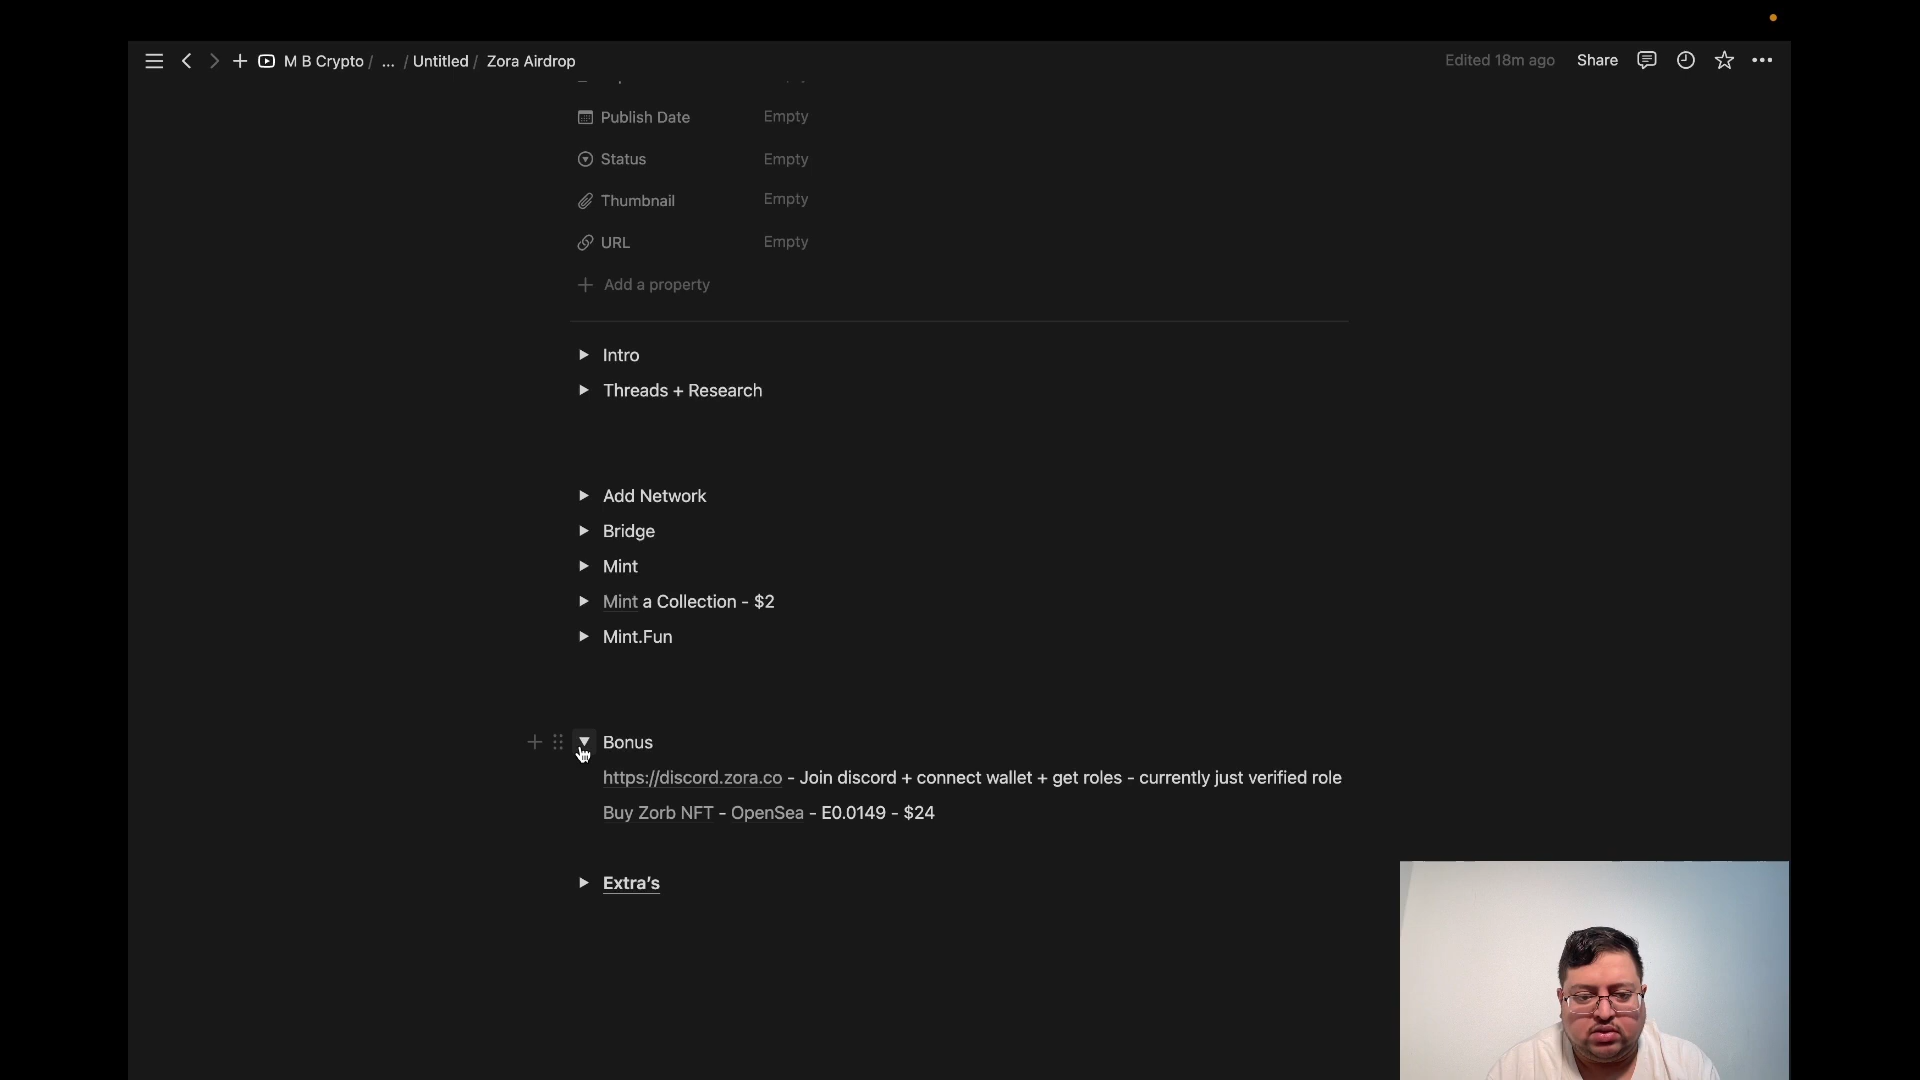 M B Crypto / ... / Untitled / Zora Airdrop
Edited 18m ago Share
Publish Date Empty
Status Empty
Thumbnail Empty
URL Empty
Add a property
Intro
Threads + Research
Add Network
Bridge
Mint
Mint a Collection - $2
Mint.Fun
Bonus
https://discord.zora.co - Join discord + connect wallet + get roles - currently just verified role
Buy Zorb NFT - OpenSea - E0.0149 - $24
Extra's